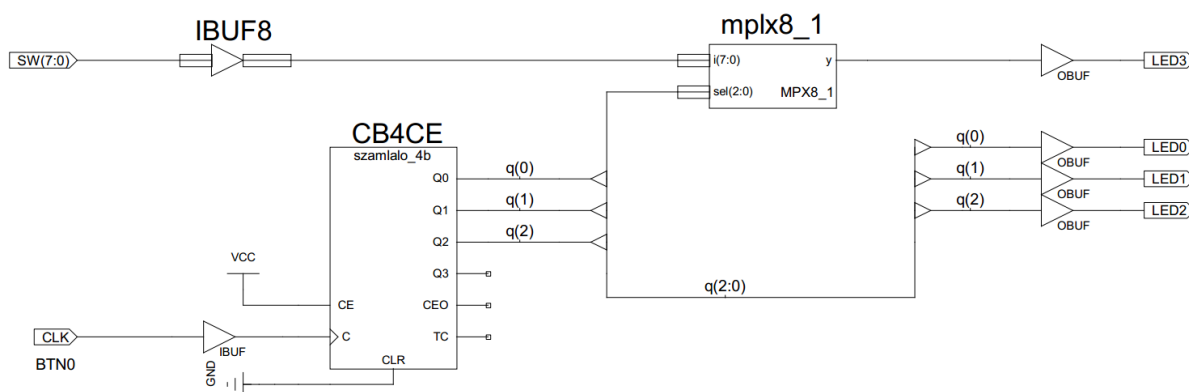 IBUF8
mplx8_1
SW(7:0)
i(7:0)
y
sel(2:0)
MPX8_1
OBUF
LED3
CB4CE
szamlalo_4b
Q0
q(0)
q(0)
OBUF
LED0
Q1
q(1)
q(1)
OBUF
LED1
Q2
q(2)
q(2)
OBUF
LED2
VCC
Q3
q(2:0)
CE
CEO
CLK
C
TC
BTN0
IBUF
CLR
GND